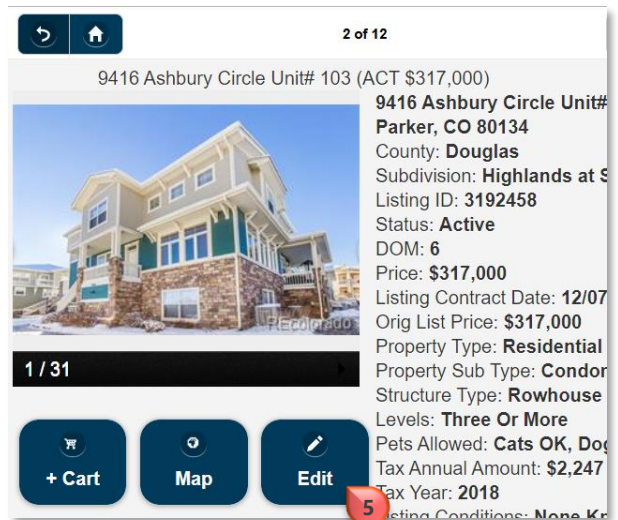 2 of 12
9416 Ashbury Circle Unit# 103 (ACT $317,000)
REcolorado
1 / 31
+ Cart
Map
Edit
5
9416 Ashbury Circle Unit#
Parker, CO 80134
County: Douglas
Subdivision: Highlands at
Listing ID: 3192458
Status: Active
DOM: 6
Price: $317,000
Listing Contract Date: 12/07
Orig List Price: $317,000
Property Type: Residential
Property Sub Type: Condor
Structure Type: Rowhouse
Levels: Three Or More
Pets Allowed: Cats OK,
Tax Annual Amount: $2,247
Tax Year: 2018
Conditions: None